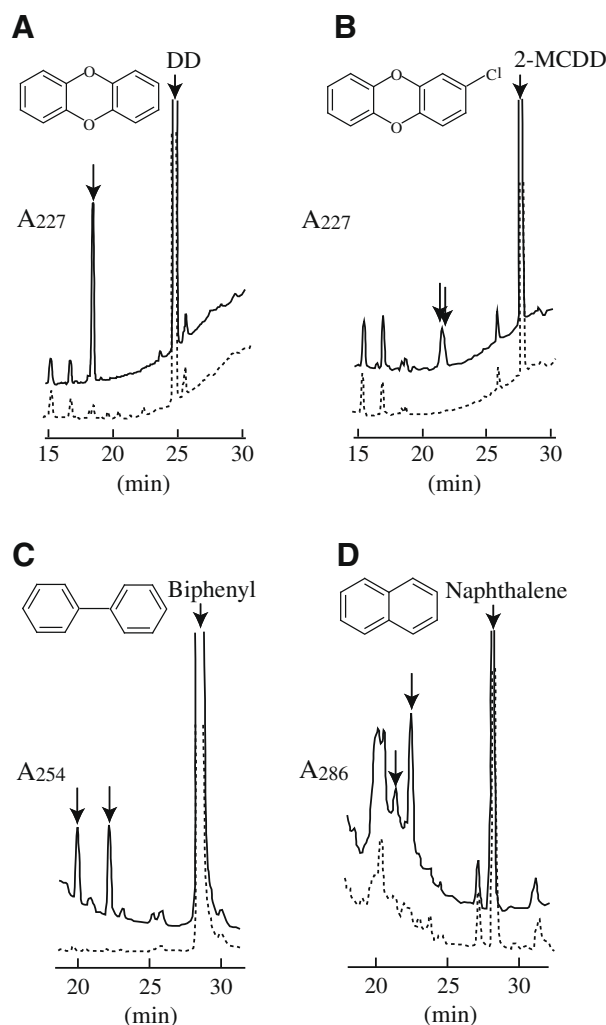 A
DD
O
O
A227
15 20 25 30
(min)
B
2-MCDD
Cl
O
O
A227
15 20 25 30
(min)
C
Biphenyl
A254
20 25 30
(min)
D
Naphthalene
A286
20 25 30
(min)